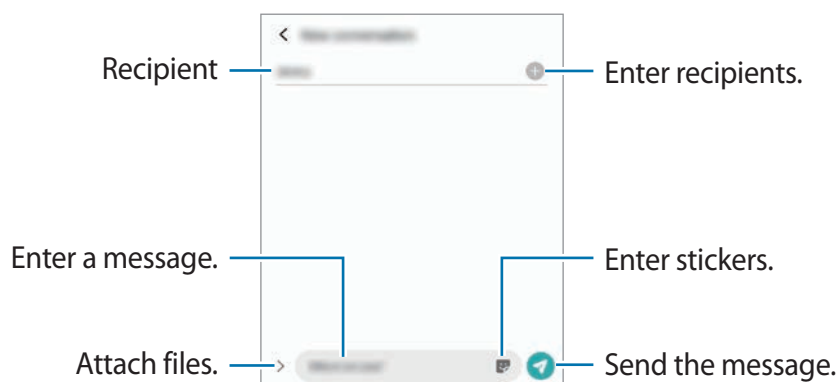 Recipient
Enter recipients.
Enter a message.
Enter stickers.
Attach files.
Send the message.